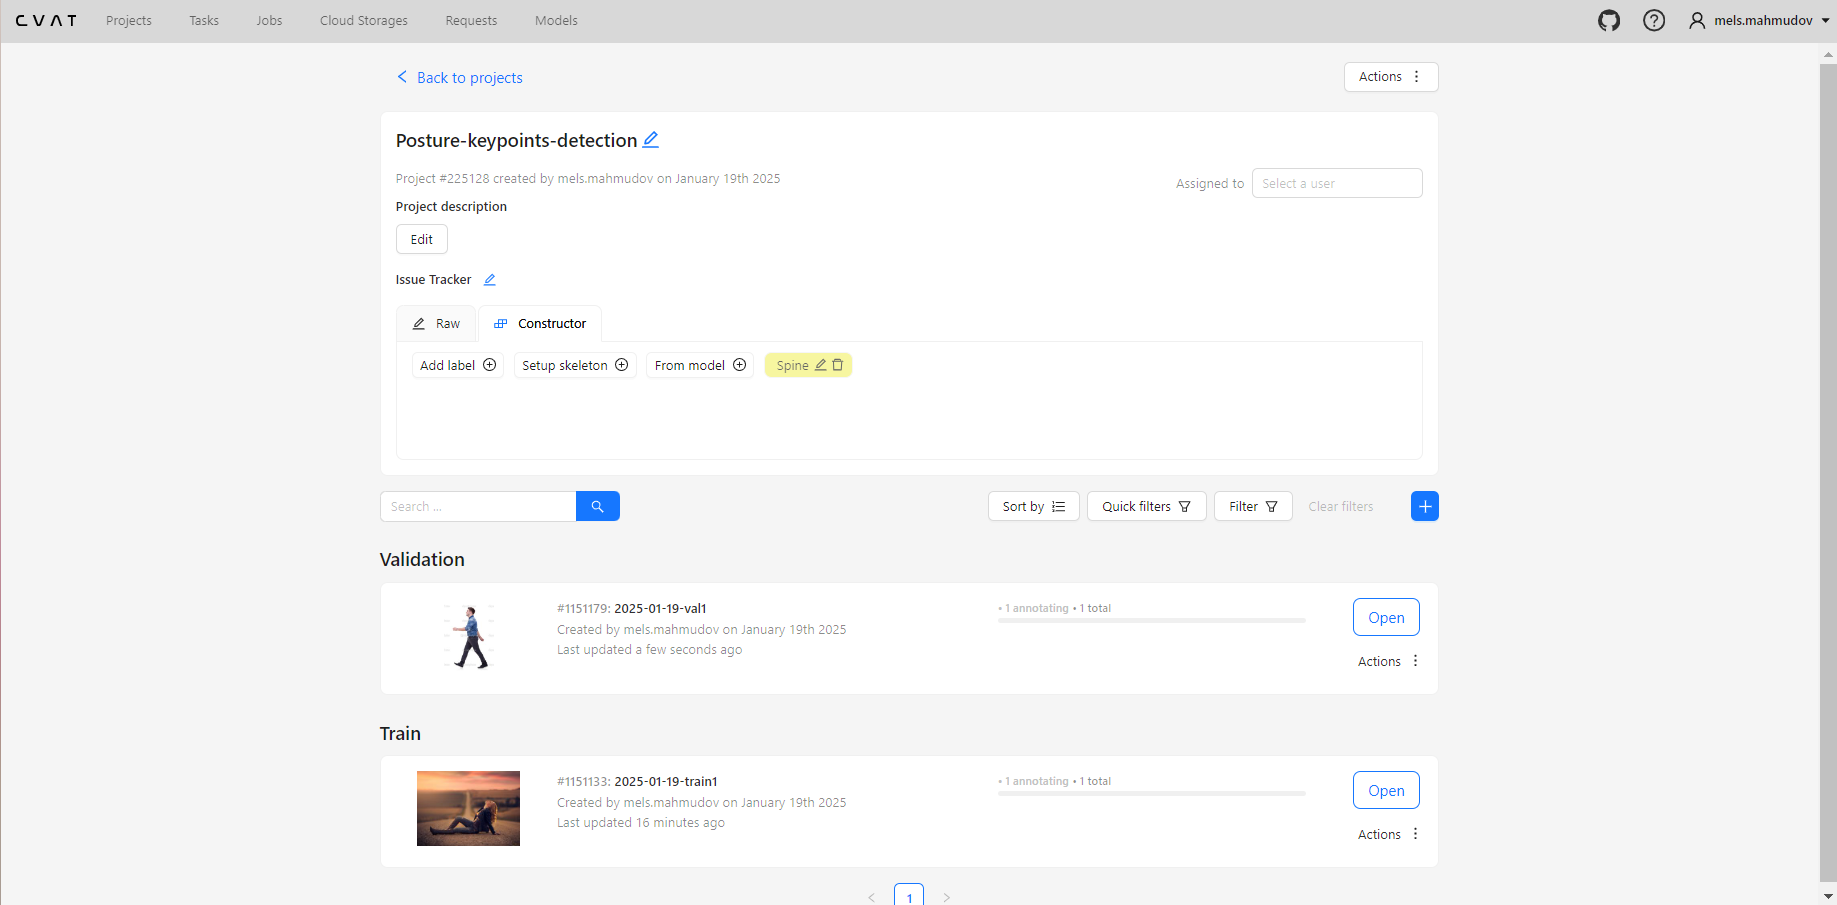 CVAT Projects Tasks Jobs Cloud Storages Requests Models mels.mahmudov
Back to projects
Actions
Posture-keypoints-detection
Project #225128 created by mels.mahmudov on January 19th 2025
Assigned to Select a user
Project description
Edit
Issue Tracker
Raw Constructor
Add label Setup skeleton From model Spine
Search ... Sort by Quick filters Filter Clear filters
Validation
#1151179: 2025-01-19-val1
• 1 annotating • 1 total
Open
Created by mels.mahmudov on January 19th 2025
Last updated a few seconds ago
Actions
Train
#1151133: 2025-01-19-train1
• 1 annotating • 1 total
Open
Created by mels.mahmudov on January 19th 2025
Last updated 16 minutes ago
Actions
1